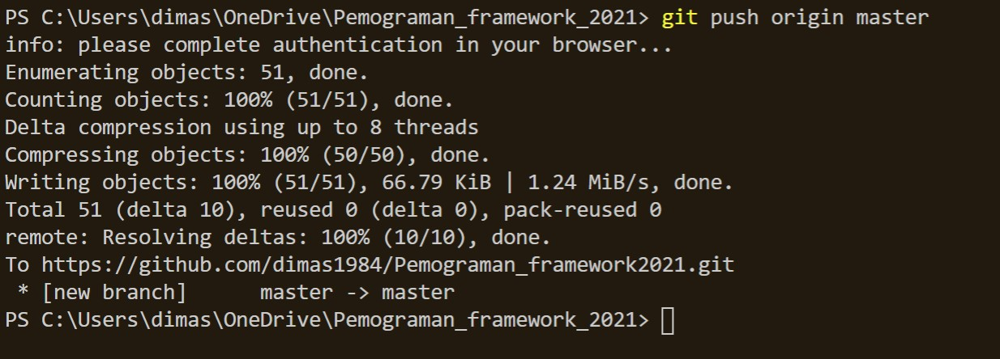 PS C:\Users\dimas\OneDrive\Pemograman_framework_2021> git push origin master
info: please complete authentication in your browser...
Enumerating objects: 51, done.
Counting objects: 100% (51/51), done.
Delta compression using up to 8 threads
Compressing objects: 100% (50/50), done.
Writing objects: 100% (51/51), 66.79 KiB | 1.24 MiB/s, done.
Total 51 (delta 10), reused 0 (delta 0), pack-reused 0
remote: Resolving deltas: 100% (10/10), done.
To https://github.com/dimas1984/Pemograman_framework2021.git
 * [new branch]      master -> master
PS C:\Users\dimas\OneDrive\Pemograman_framework_2021>